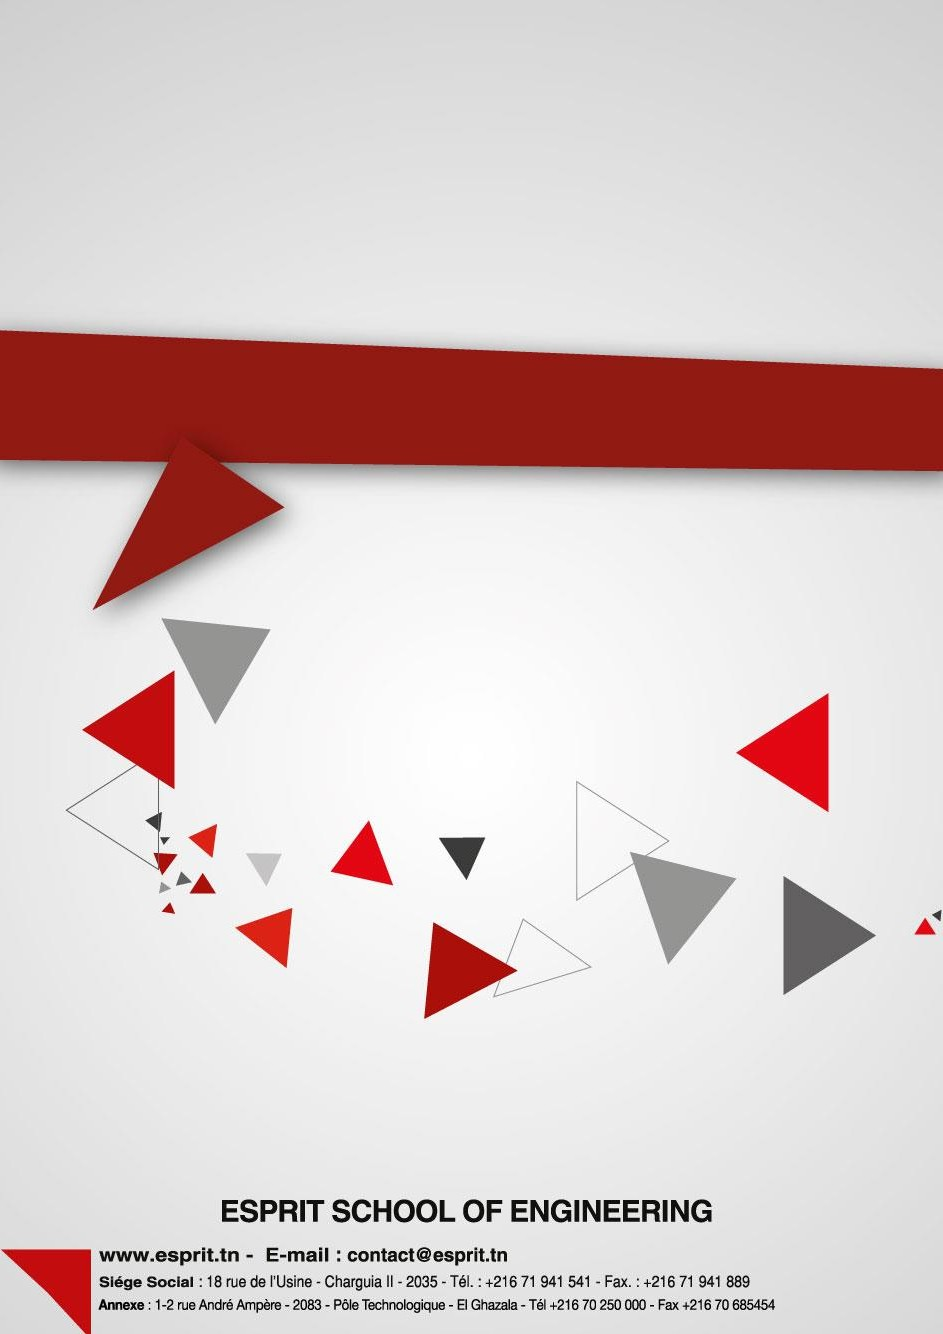 ESPRIT SCHOOL OF ENGINEERING
www.esprit.tn - E-mail : contact@esprit.tn
Siége Social : 18 rue de l'Usine - Charguia II - 2035 - Tél. : +216 71 941 541 - Fax. : +216 71 941 889
Annexe : 1-2 rue André Ampère - 2083 - Pôle Technologique - El Ghazala - Tél +216 70 250 000 - Fax +216 70 685454